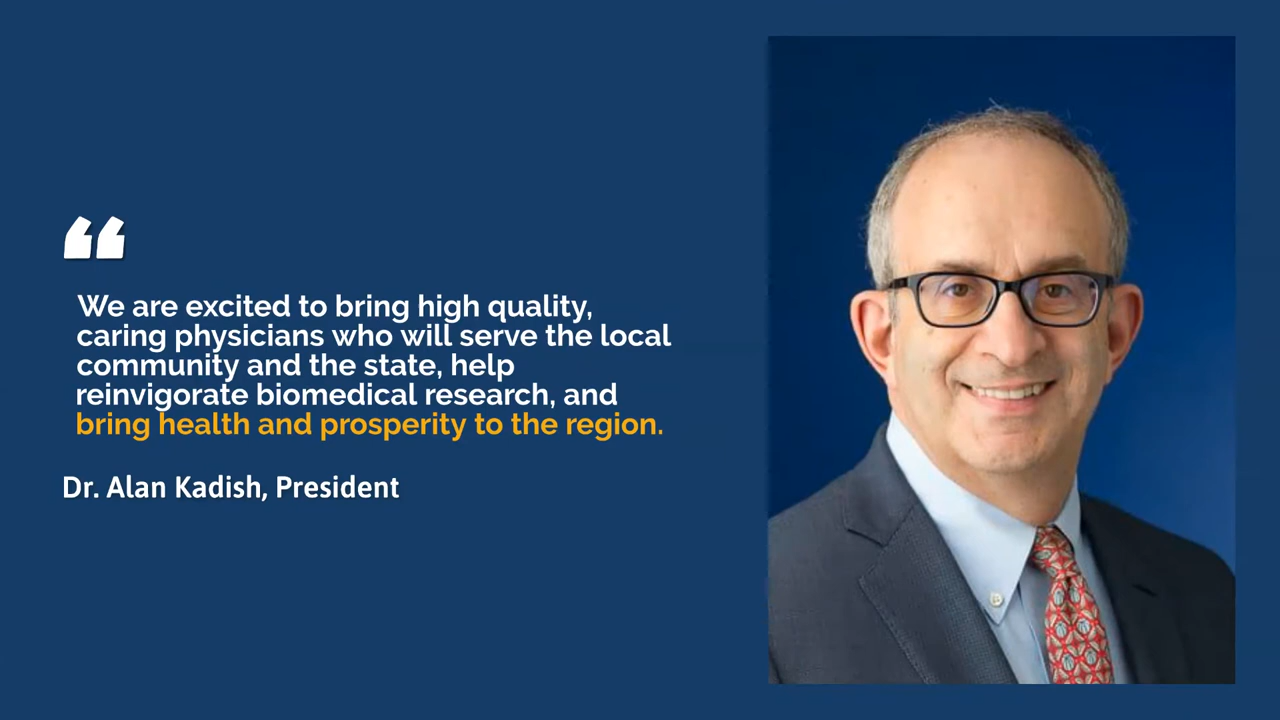 “
We are excited to bring high quality,
caring physicians who will serve the local
community and the state, help
reinvigorate biomedical research, and
bring health and prosperity to the region.
Dr. Alan Kadish, President